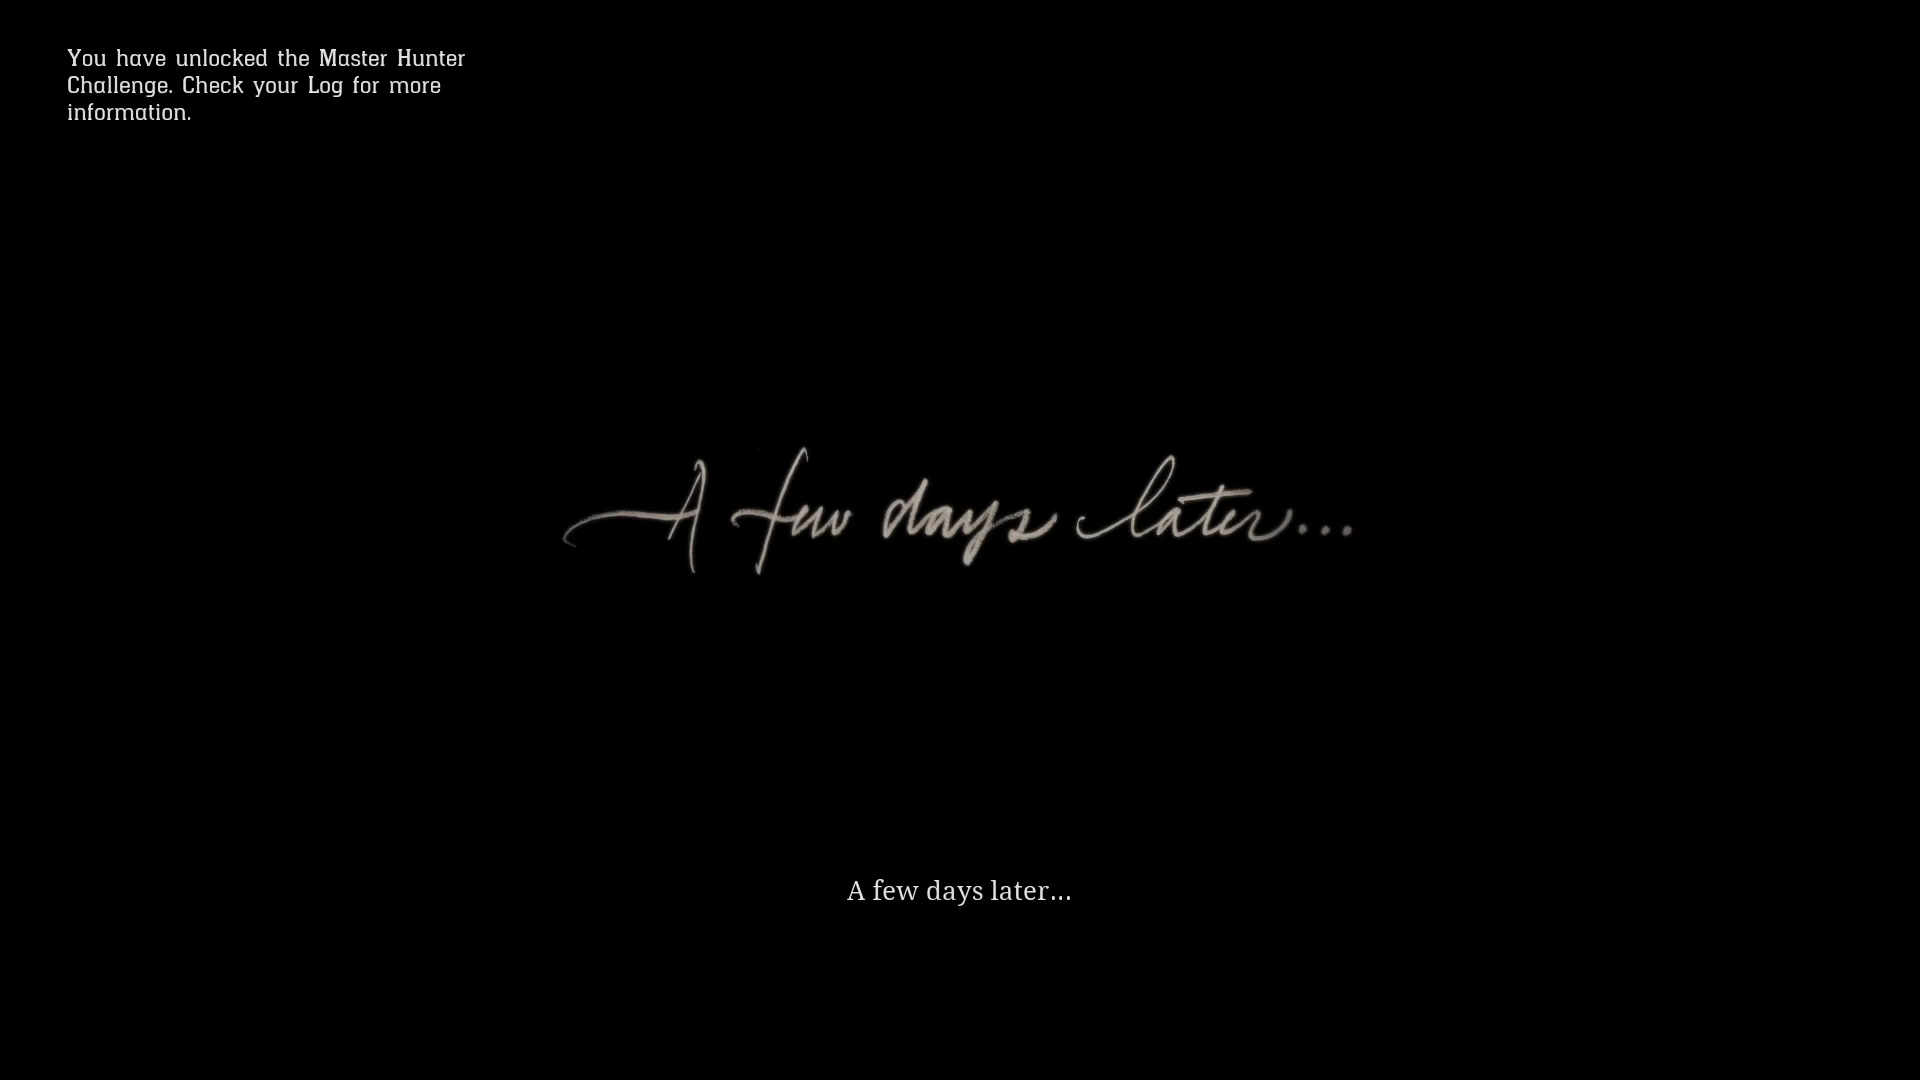 You have unlocked the Master Hunter
Challenge. Check your Log for more
information.
A few days later...
A few days later...